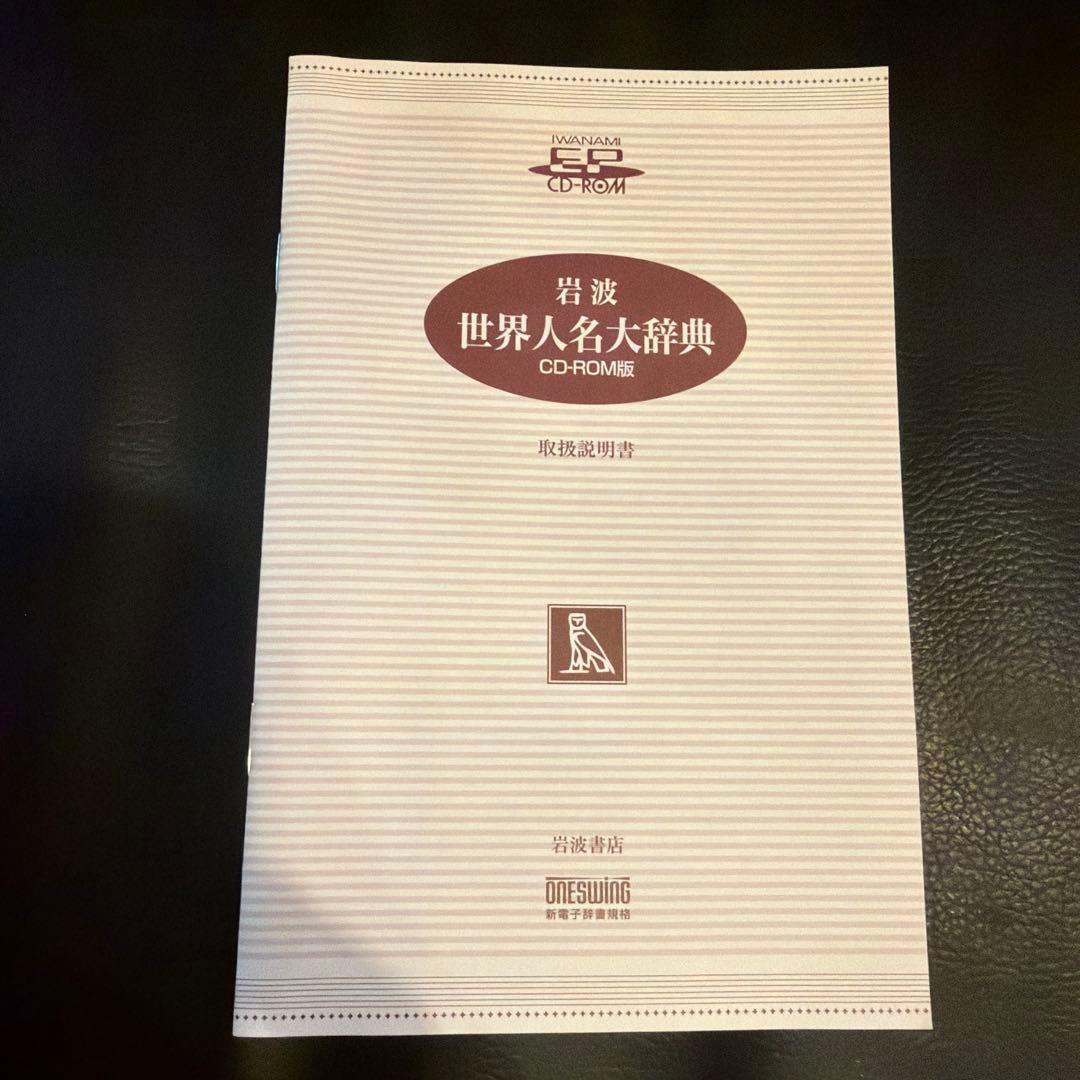 IWANAMI
EP
CD-ROM
岩波
世界人名大辞典
CD-ROM版
取扱説明書
岩波書店
ONESWING
新電子辞書規格